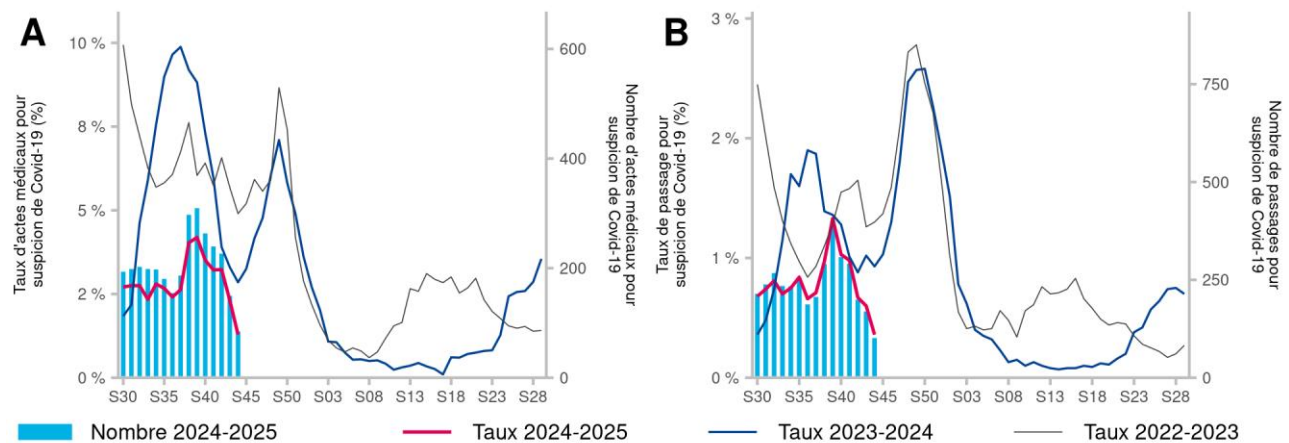 A
10 %
8 %
5 %
2 %
0 %
Taux d'actes médicaux pour
suspicion de Covid-19 (%)
600
400
200
0
Nombre d'actes médicaux pour
suspicion de Covid-19
S30 S35 S40 S45 S50 S03 S08 S13 S18 S23 S28
B
3 %
2 %
1 %
0 %
Taux de passage pour
suspicion de Covid-19 (%)
750
500
250
0
Nombre de passages pour
suspicion de Covid-19
S30 S35 S40 S45 S50 S03 S08 S13 S18 S23 S28
Nombre 2024-2025 Taux 2024-2025 Taux 2023-2024 Taux 2022-2023